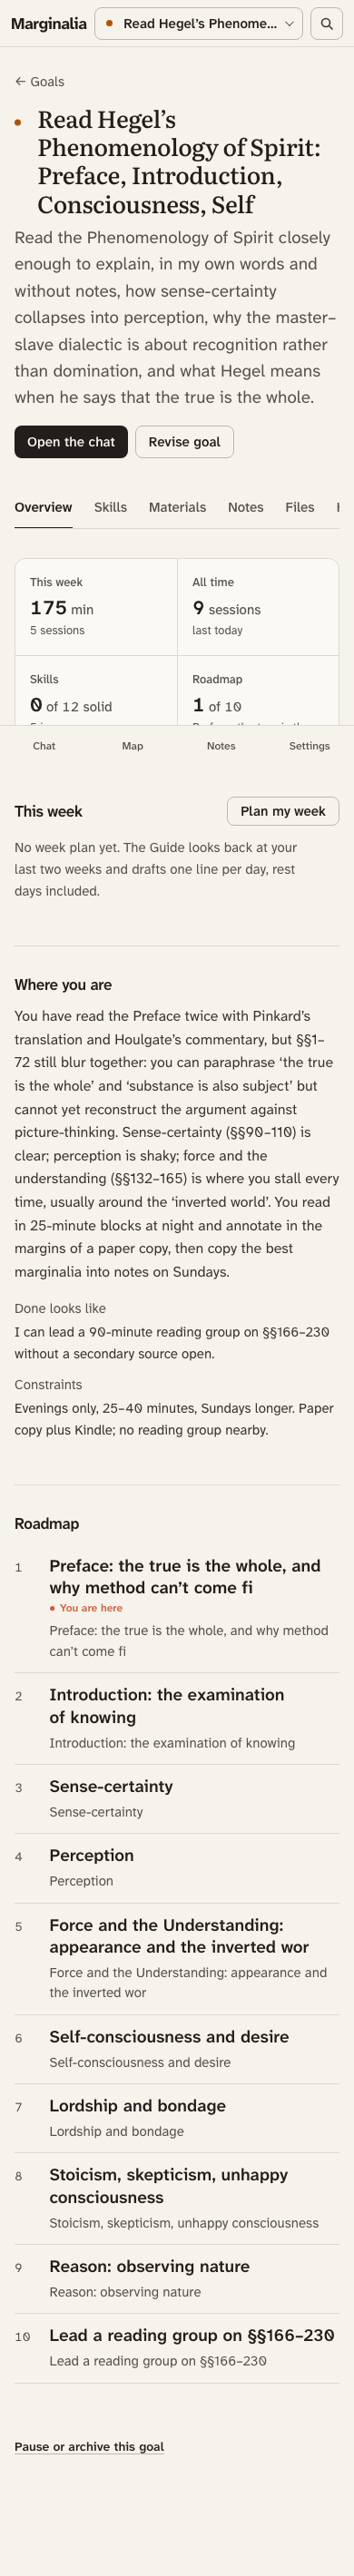 Marginalia
Read Hegel’s Phenome...
← Goals
Read Hegel’s
Phenomenology of Spirit:
Preface, Introduction,
Consciousness, Self
Read the Phenomenology of Spirit closely
enough to explain, in my own words and
without notes, how sense-certainty
collapses into perception, why the master–
slave dialectic is about recognition rather
than domination, and what Hegel means
when he says that the true is the whole.
Open the chat
Revise goal
Overview Skills Materials Notes Files
This week
175 min
5 sessions
All time
9 sessions
last today
Skills
0 of 12 solid
Roadmap
1 of 10
Chat Map Notes Settings
This week
Plan my week
No week plan yet. The Guide looks back at your
last two weeks and drafts one line per day, rest
days included.
Where you are
You have read the Preface twice with Pinkard’s
translation and Houlgate’s commentary, but §§1–
72 still blur together: you can paraphrase ‘the true
is the whole’ and ‘substance is also subject’ but
cannot yet reconstruct the argument against
picture-thinking. Sense-certainty (§§90–110) is
clear; perception is shaky; force and the
understanding (§§132–165) is where you stall every
time, usually around the ‘inverted world’. You read
in 25-minute blocks at night and annotate in the
margins of a paper copy, then copy the best
marginalia into notes on Sundays.
Done looks like
I can lead a 90-minute reading group on §§166–230
without a secondary source open.
Constraints
Evenings only, 25–40 minutes, Sundays longer. Paper
copy plus Kindle; no reading group nearby.
Roadmap
1 Preface: the true is the whole, and
why method can’t come fi
You are here
Preface: the true is the whole, and why method
can’t come fi
2 Introduction: the examination
of knowing
Introduction: the examination of knowing
3 Sense-certainty
Sense-certainty
4 Perception
Perception
5 Force and the Understanding:
appearance and the inverted wor
Force and the Understanding: appearance and
the inverted wor
6 Self-consciousness and desire
Self-consciousness and desire
7 Lordship and bondage
Lordship and bondage
8 Stoicism, skepticism, unhappy
consciousness
Stoicism, skepticism, unhappy consciousness
9 Reason: observing nature
Reason: observing nature
10 Lead a reading group on §§166–230
Lead a reading group on §§166–230
Pause or archive this goal